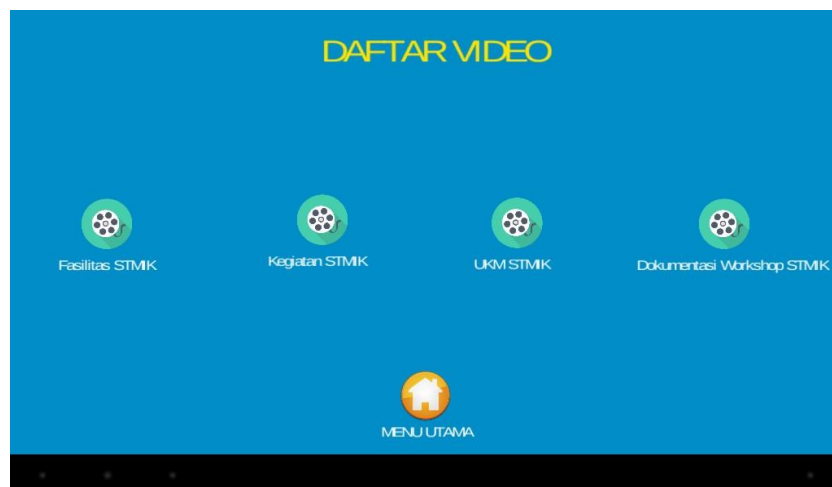 DAFTAR VIDEO
Fasilitas STMIK
Kegiatan STMIK
UKM STMIK
Dokumentasi Workshop STMIK
MENU UTAMA